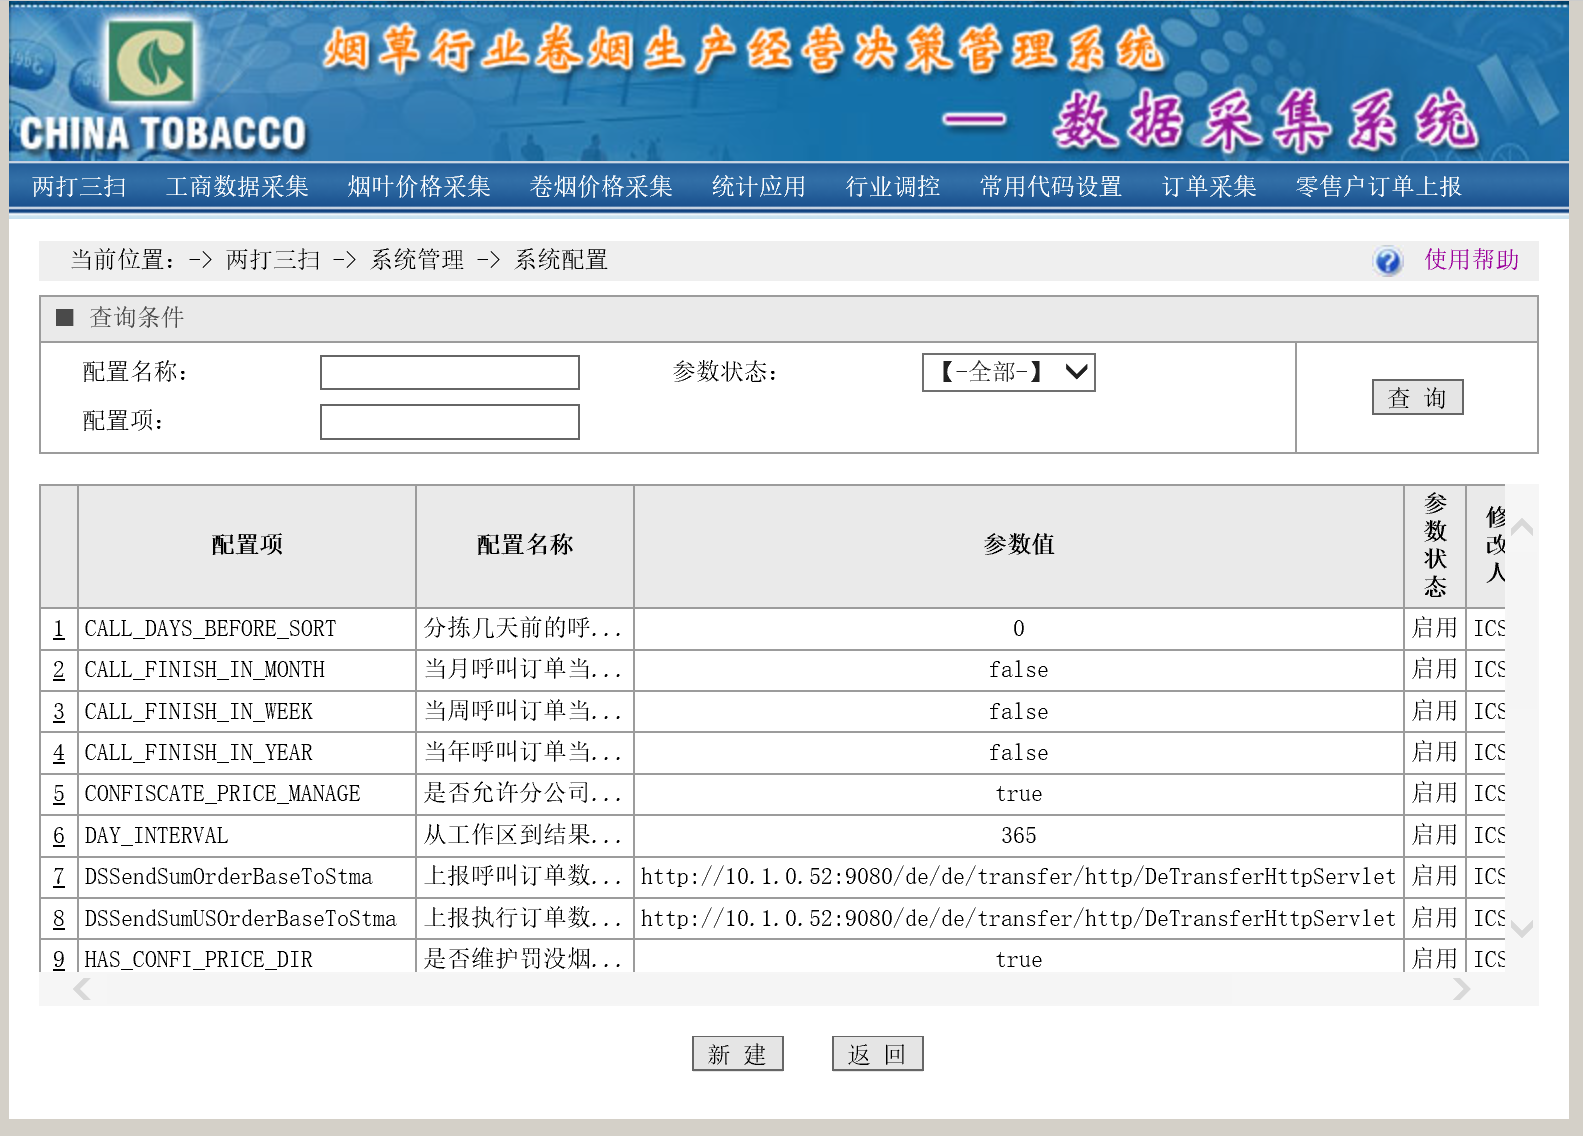 烟草行业卷烟生产经营决策管理系统
— 数据采集系统
CHINA TOBACCO
两打三扫 工商数据采集 烟叶价格采集 卷烟价格采集 统计应用 行业调控 常用代码设置 订单采集 零售户订单上报
当前位置：-> 两打三扫 -> 系统管理 -> 系统配置 使用帮助
■ 查询条件
配置名称： 参数状态： 【-全部-】
查 询
配置项：
配置项 配置名称 参数值 参数状态 修改人
1 CALL_DAYS_BEFORE_SORT 分拣几天前的呼... 0 启用 ICS
2 CALL_FINISH_IN_MONTH 当月呼叫订单当... false 启用 ICS
3 CALL_FINISH_IN_WEEK 当周呼叫订单当... false 启用 ICS
4 CALL_FINISH_IN_YEAR 当年呼叫订单当... false 启用 ICS
5 CONFISCATE_PRICE_MANAGE 是否允许分公司... true 启用 ICS
6 DAY_INTERVAL 从工作区到结果... 365 启用 ICS
7 DSSendSumOrderBaseToStma 上报呼叫订单数... http://10.1.0.52:9080/de/de/transfer/http/DeTransferHttpServlet 启用 ICS
8 DSSendSumUSOrderBaseToStma 上报执行订单数... http://10.1.0.52:9080/de/de/transfer/http/DeTransferHttpServlet 启用 ICS
9 HAS_CONFI_PRICE_DIR 是否维护罚没烟... true 启用 ICS
新 建 返 回